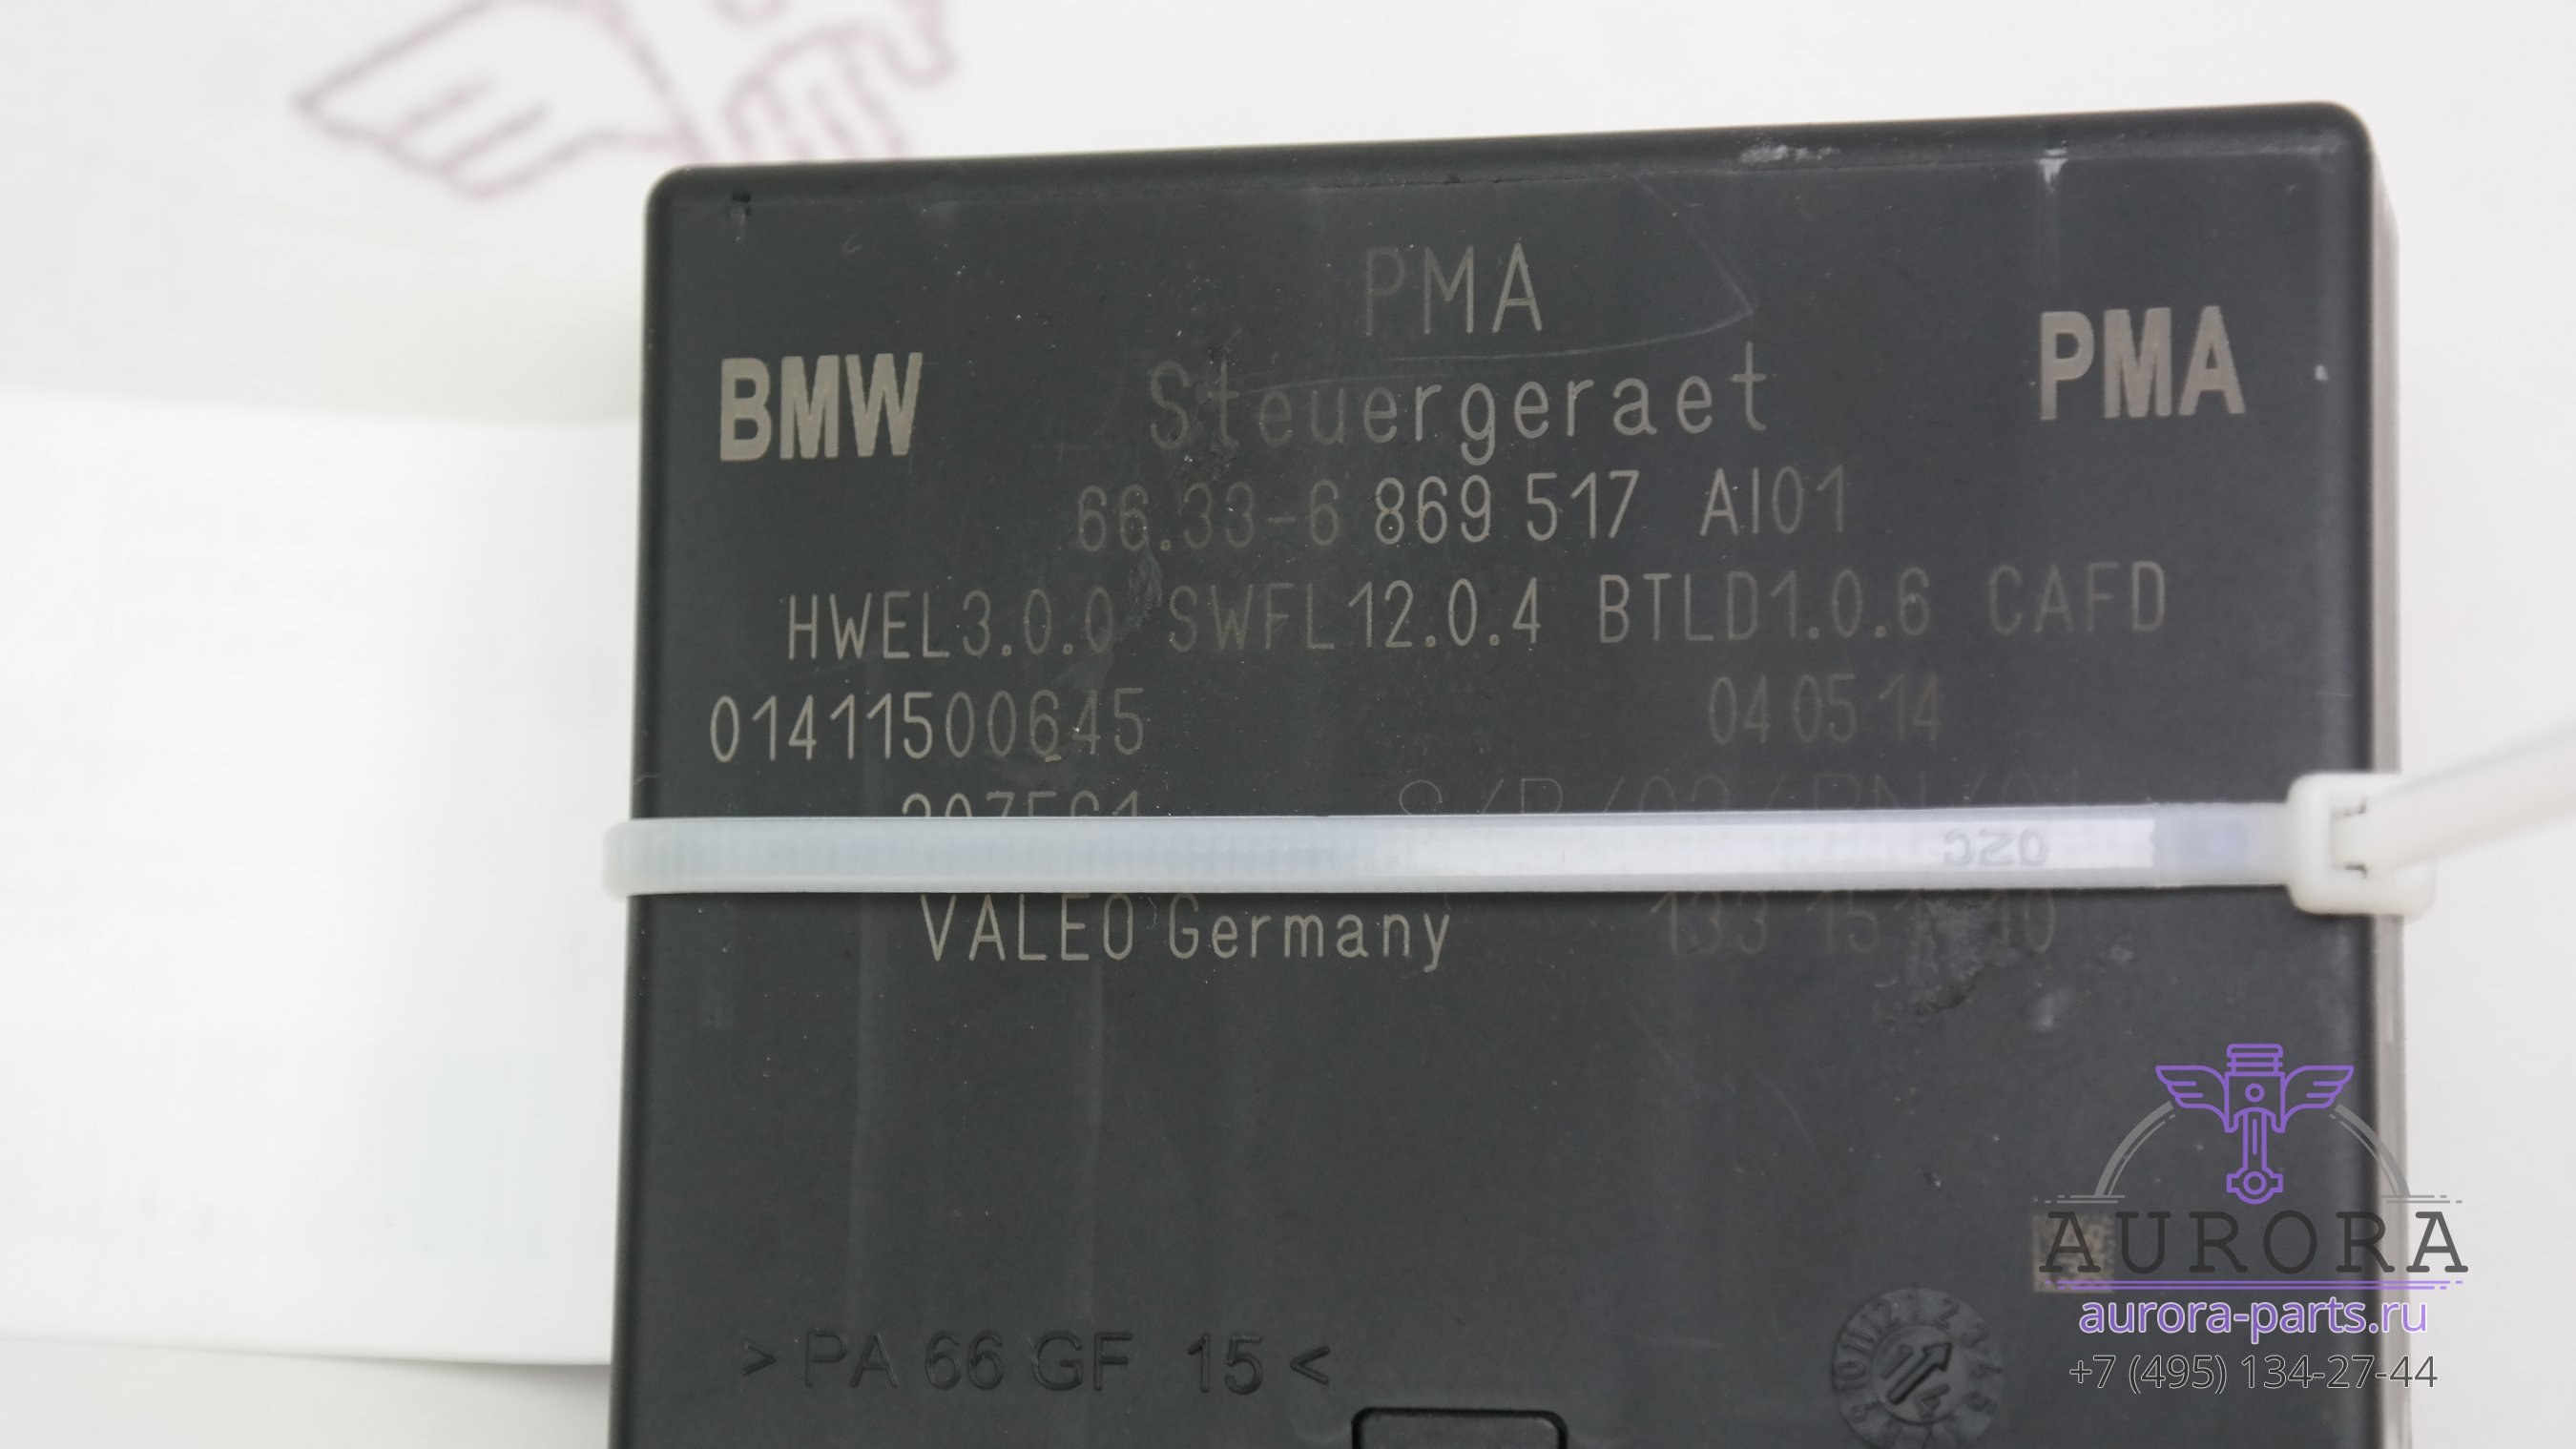 PMA
BMW Steuergeraet PMA
66.33-6 869 517 AI01
HWEL3.0.0 SWFL12.0.4 BTLD1.0.6 CAFD
01411500645 04 05 14
VALEO Germany 133
>PA 66 GF 15<
AURORA
aurora-parts.ru
+7 (495) 134-27-44